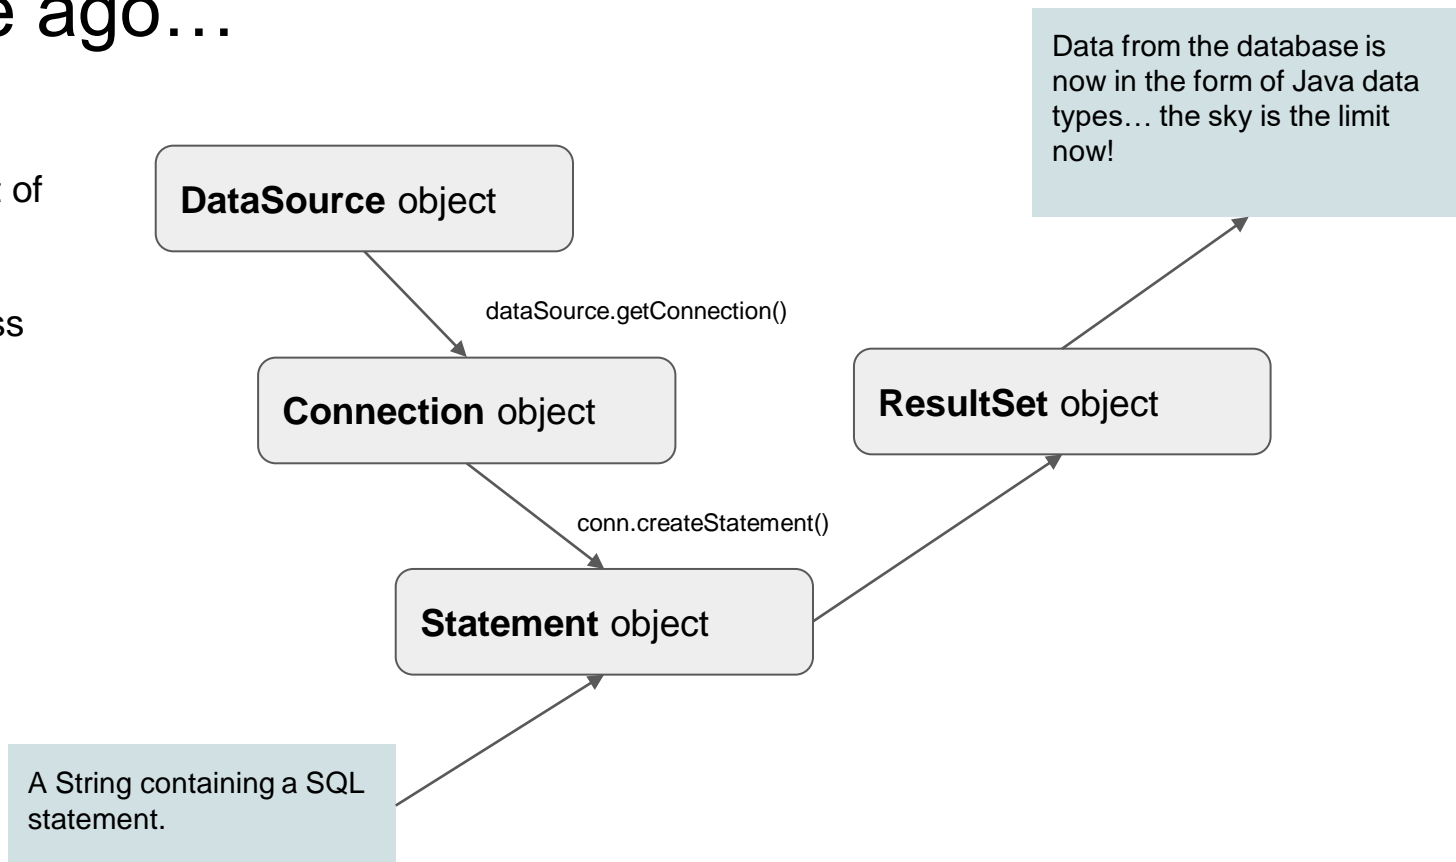 ago…
of
DataSource object
dataSource.getConnection()
Connection object
conn.createStatement()
Statement object
A String containing a SQL
statement.
ResultSet object
Data from the database is
now in the form of Java data
types… the sky is the limit
now!